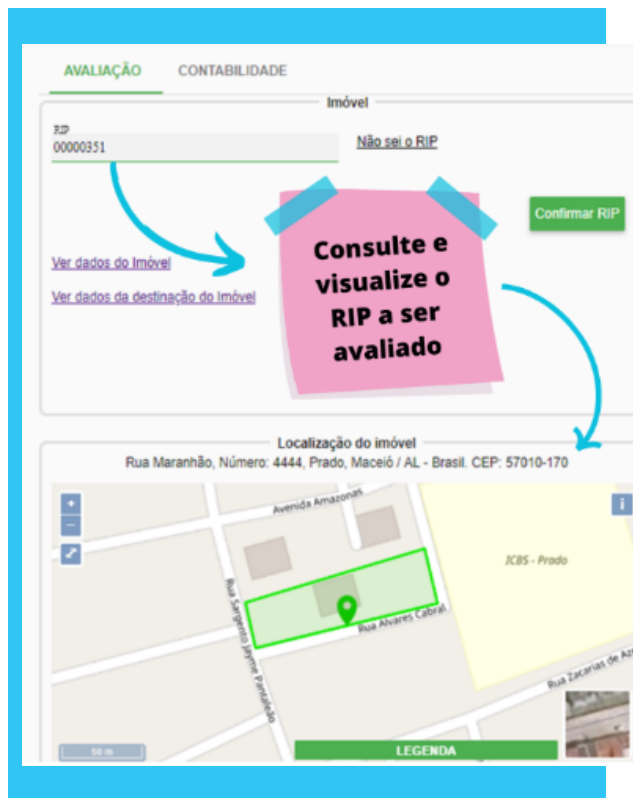 AVALIAÇÃO CONTABILIDADE
Imóvel
RIP
00000351
Não sei o RIP
Confirmar RIP
Consulte e
visualize o
RIP a ser
avaliado
Ver dados do Imóvel
Ver dados da destinação do Imóvel
Localização do imóvel
Rua Maranhão, Número: 4444, Prado, Maceió / AL - Brasil. CEP: 57010-170
+
−
i
Avenida Amazonas
ICBS - Prado
Rua Sargento Jayme Pantaleão
Rua Alvares Cabral
Rua Zacarias de Aze
50 m
LEGENDA